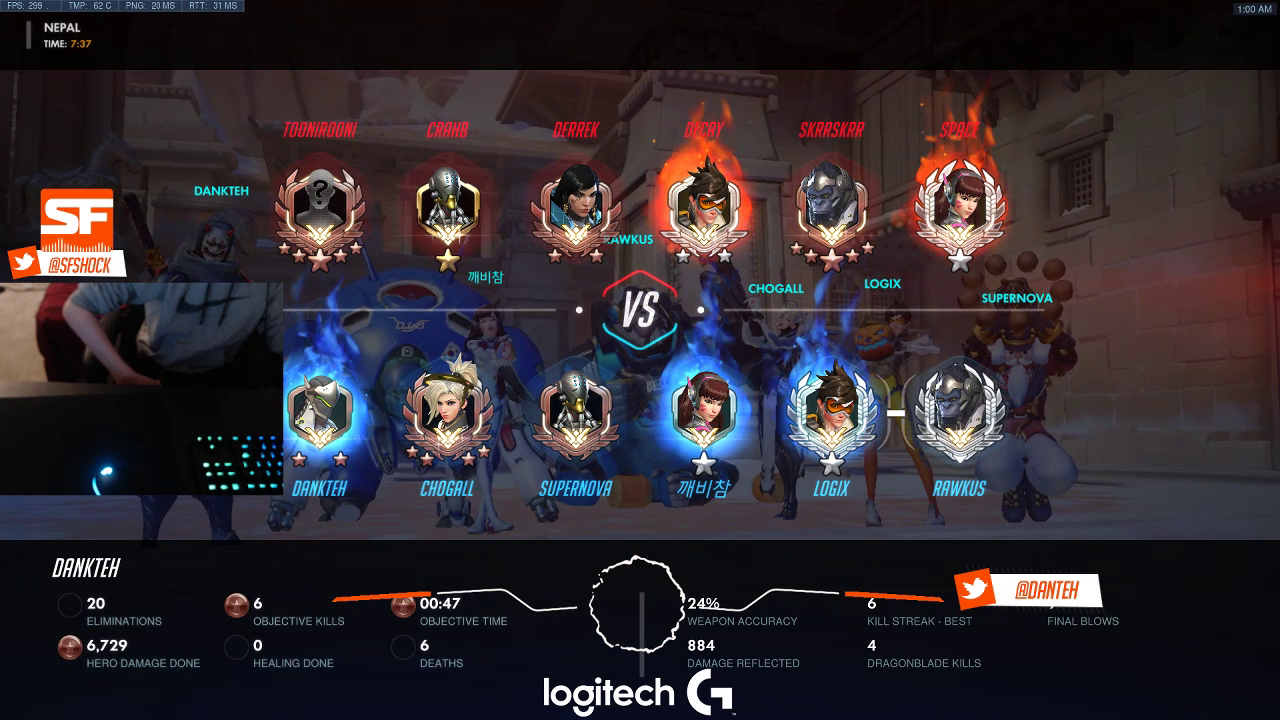 FPS: 299 . TMP: 62 C PNG: 20 MS RTT: 31 MS
1:00 AM
NEPAL
TIME: 7:37
TOONIROONI CRAHB DERREK DECAY SKRRSKRR SPACE
DANKTEH
SF
@SFSHOCK
RAWKUS
깨비참
VS
CHOGALL
LOGIX
SUPERNOVA
DANKTEH CHOGALL SUPERNOVA 깨비참 LOGIX RAWKUS
DANKTEH
@DANTEH
20 6 00:47 24% 6
ELIMINATIONS OBJECTIVE KILLS OBJECTIVE TIME WEAPON ACCURACY KILL STREAK - BEST FINAL BLOWS
6,729 0 6 884 4
HERO DAMAGE DONE HEALING DONE DEATHS DAMAGE REFLECTED DRAGONBLADE KILLS
logitech G